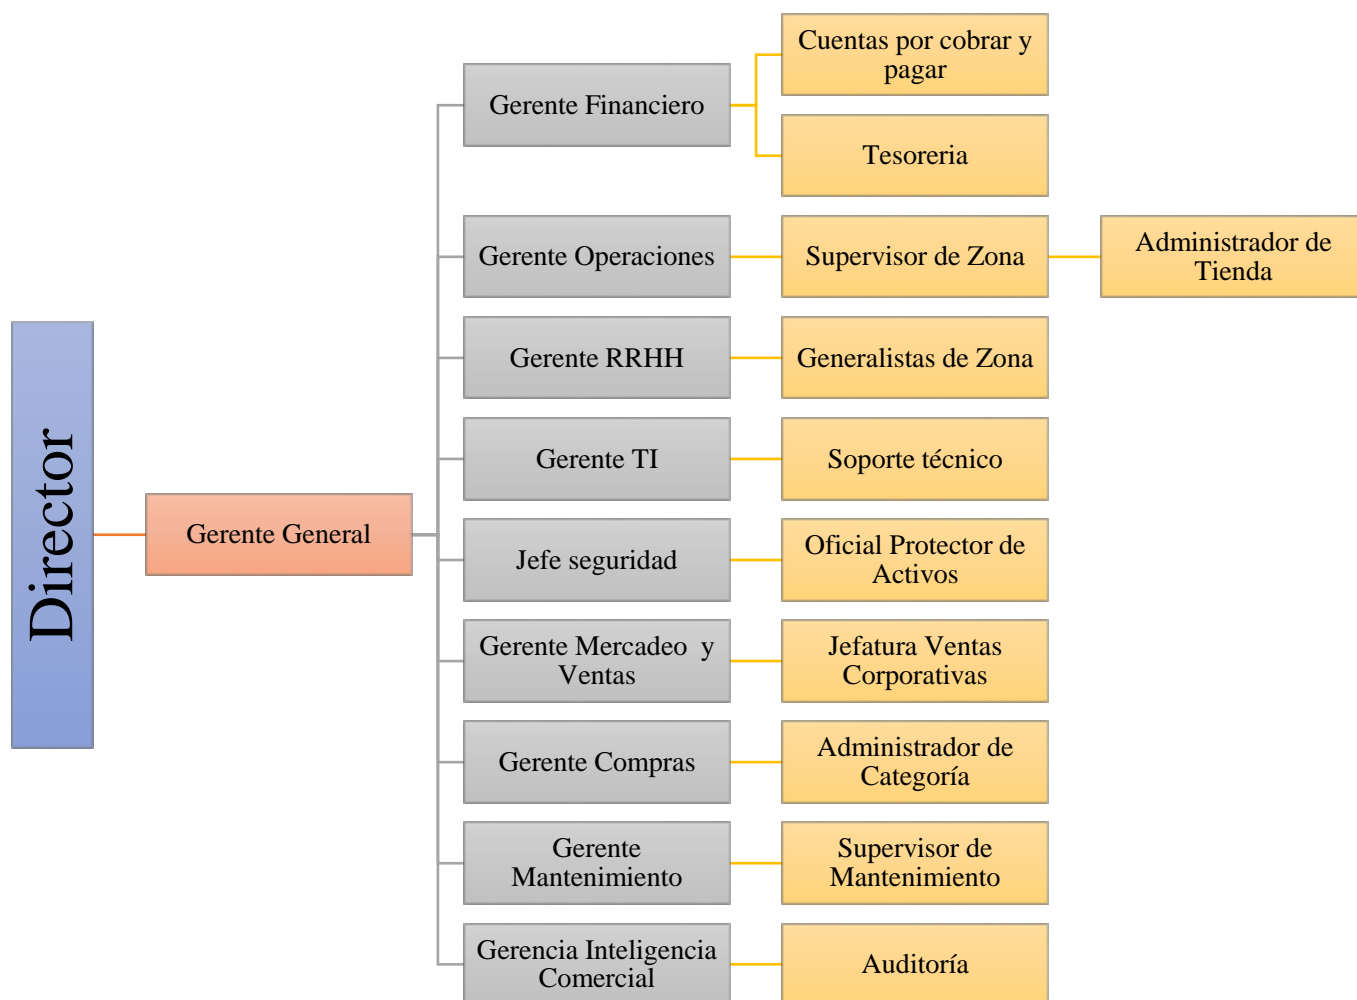 Director
Gerente General
Gerente Financiero
Cuentas por cobrar y
pagar
Tesoreria
Gerente Operaciones
Supervisor de Zona
Administrador de
Tienda
Gerente RRHH
Generalistas de Zona
Gerente TI
Soporte técnico
Jefe seguridad
Oficial Protector de
Activos
Gerente Mercadeo  y
Ventas
Jefatura Ventas
Corporativas
Gerente Compras
Administrador de
Categoría
Gerente
Mantenimiento
Supervisor de
Mantenimiento
Gerencia Inteligencia
Comercial
Auditoría